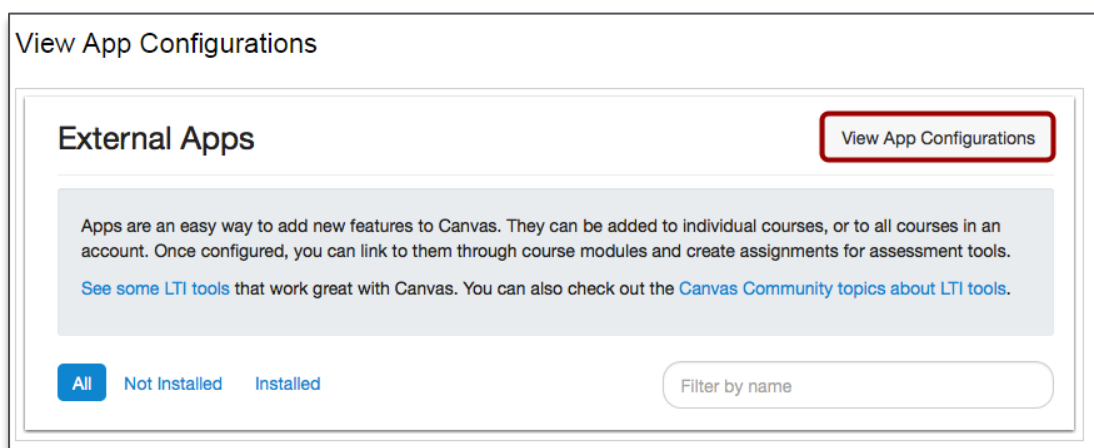 View App Configurations
External Apps
View App Configurations
Apps are an easy way to add new features to Canvas. They can be added to individual courses, or to all courses in an
account. Once configured, you can link to them through course modules and create assignments for assessment tools.
See some LTI tools that work great with Canvas. You can also check out the Canvas Community topics about LTI tools.
All Not Installed Installed
Filter by name